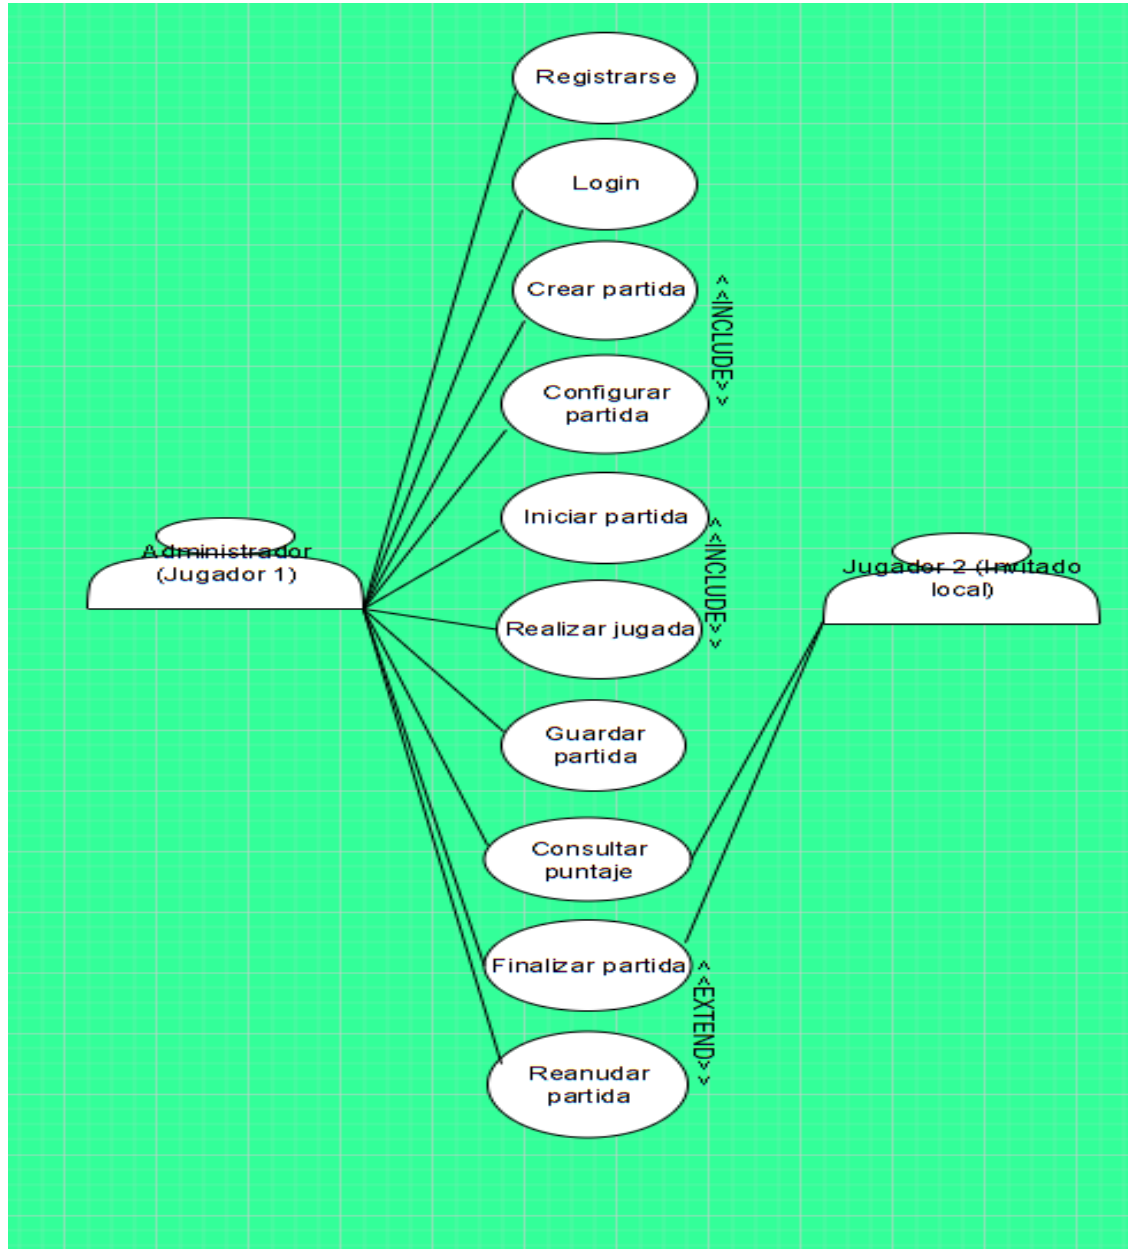 Registrarse
Login
Crear partida
<<INCLUDE>>
Configurar
partida
Iniciar partida
<<INCLUDE>>
Administrador
(Jugador 1)
Jugador 2 (Invitado
local)
Realizar jugada
Guardar
partida
Consultar
puntaje
Finalizar partida
<<EXTEND>>
Reanudar
partida